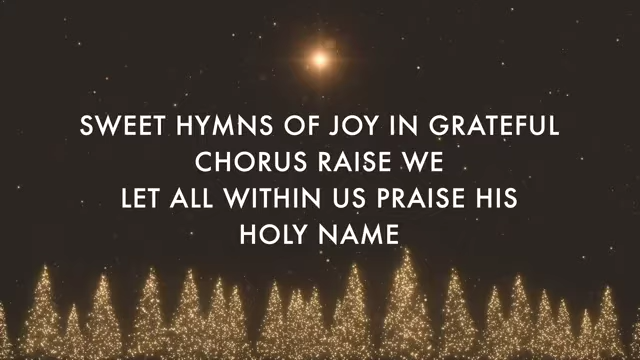 SWEET HYMNS OF JOY IN GRATEFUL
CHORUS RAISE WE
LET ALL WITHIN US PRAISE HIS
HOLY NAME